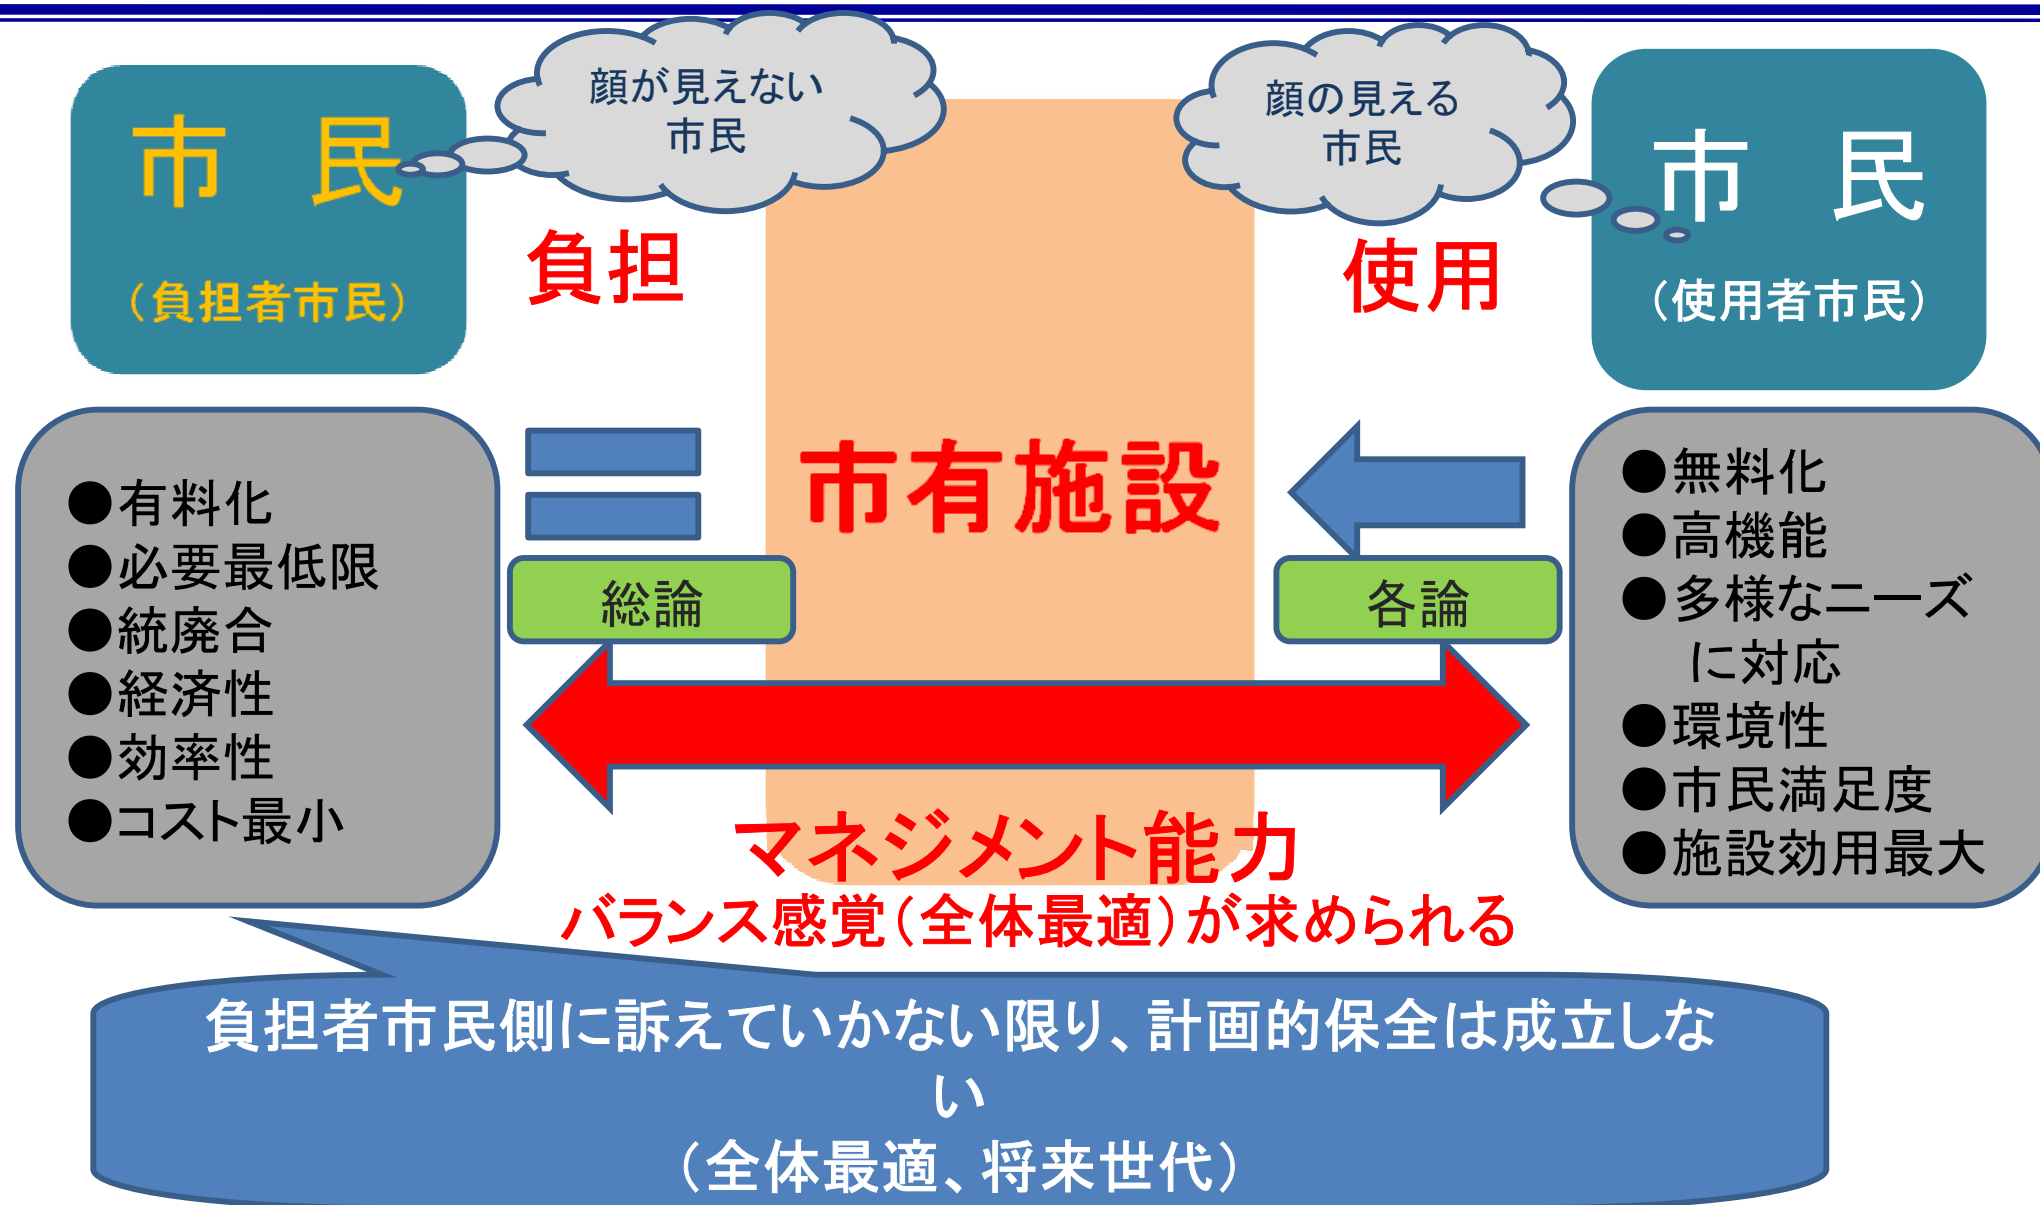 顔が見えない
市民
顔の見える
市民
市　民
（負担者市民）
負担
使用
市　民
（使用者市民）
市有施設
●有料化
●必要最低限
●統廃合
●経済性
●効率性
●コスト最小
総論
各論
●無料化
●高機能
●多様なニーズ
に対応
●環境性
●市民満足度
●施設効用最大
マネジメント能力
バランス感覚（全体最適）が求められる
負担者市民側に訴えていかない限り、計画的保全は成立しな
い
（全体最適、将来世代）